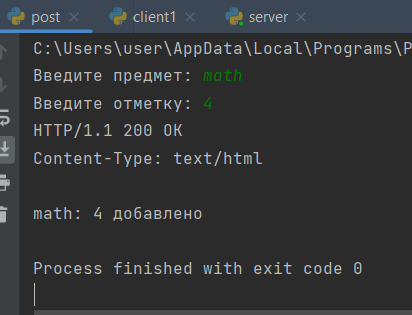 post client1 server
C:\Users\user\AppData\Local\Programs\P
Введите предмет: math
Введите отметку: 4
HTTP/1.1 200 OK
Content-Type: text/html
math: 4 добавлено
Process finished with exit code 0